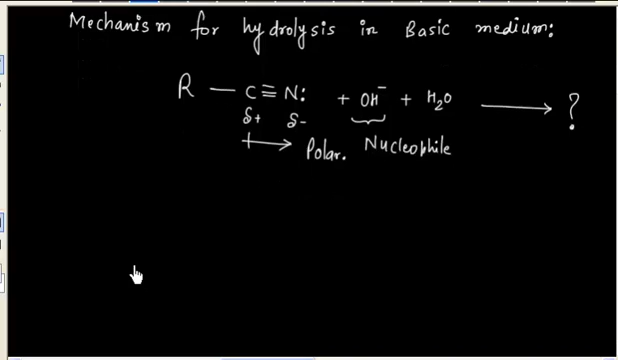 Mechanism for hydrolysis in Basic medium:
R — C ≡ N: + OH⁻ + H₂O ⟶ ?
δ+ δ-
Polar. Nucleophile